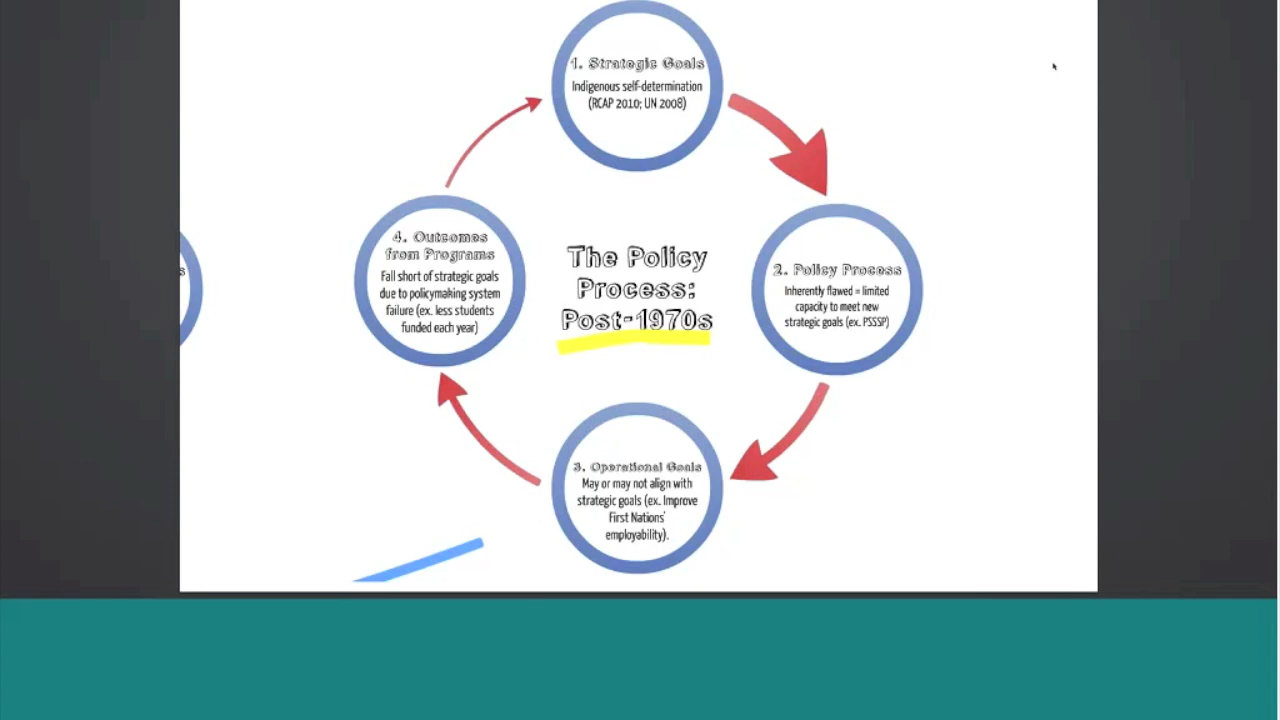 1. Strategic Goals
Indigenous self-determination
(RCAP 2010; UN 2008)
2. Policy Process
Inherently flawed = limited
capacity to meet new
strategic goals (ex. PSSSP)
3. Operational Goals
May or may not align with
strategic goals (ex. Improve
First Nations'
employability).
4. Outcomes
from Programs
Fall short of strategic goals
due to policymaking system
failure (ex. less students
funded each year)
The Policy
Process:
Post-1970s
s